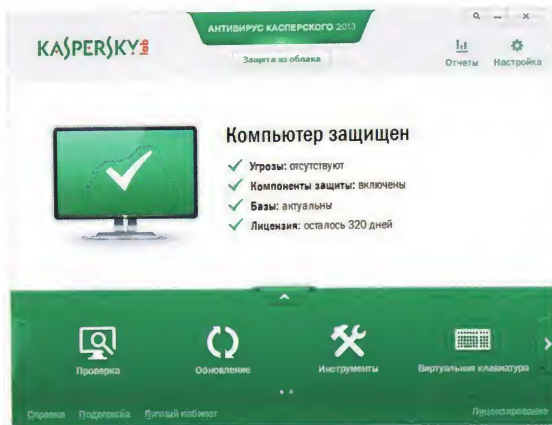 АНТИВИРУС КАСПЕРСКОГО 2013
KASPERSKY lab
Защита из облака
Отчеты Настройка
Компьютер защищен
Угрозы: отсутствуют
Компоненты защиты: включены
Базы: актуальны
Лицензия: осталось 320 дней
Проверка Обновление Инструменты Виртуальная клавиатура
Справка Поддержка Личный кабинет Лицензирование